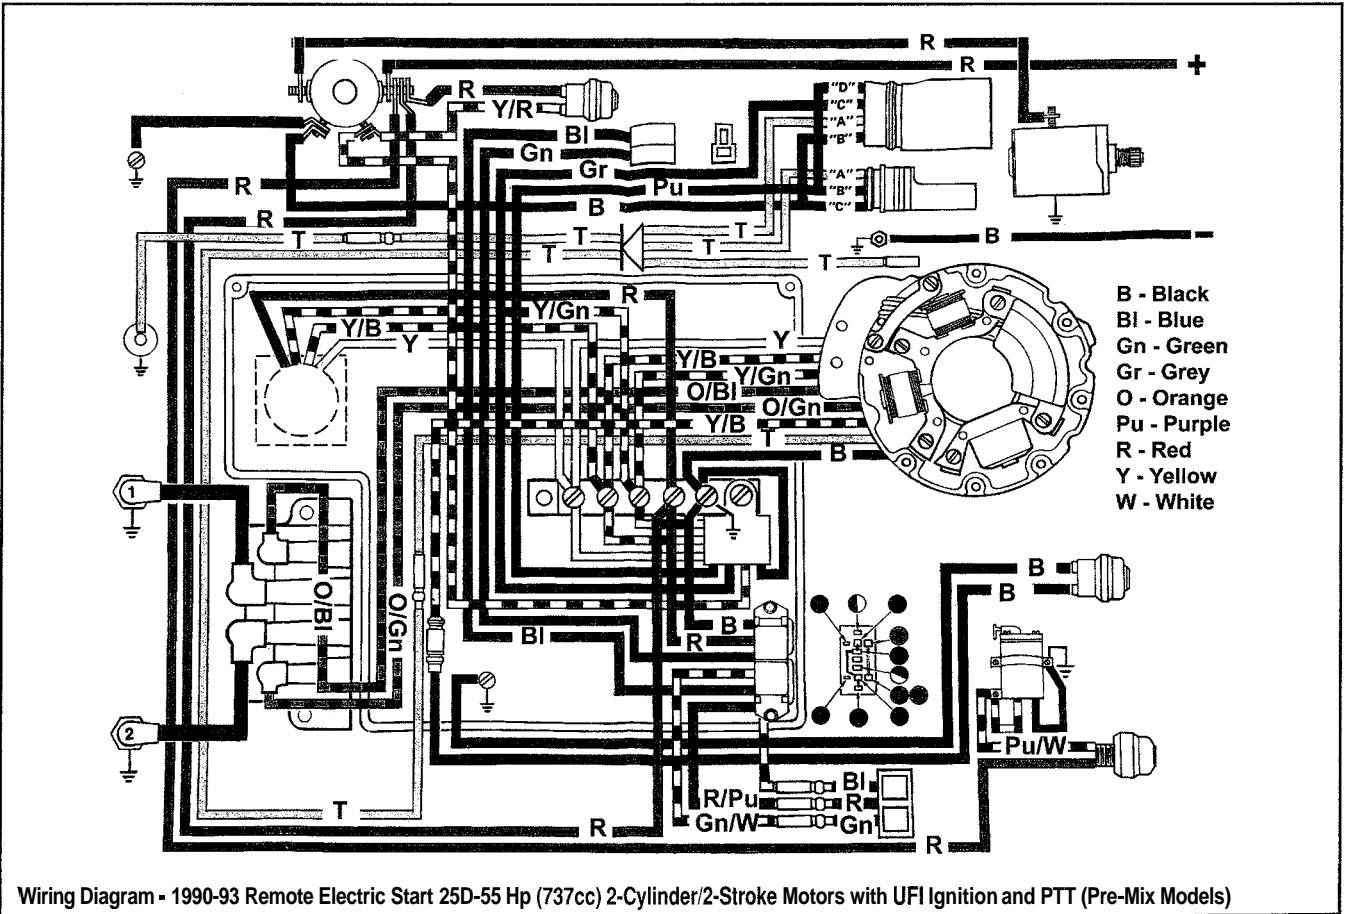 R
R
+
R
Y/R
Bl
Gn
Gr
Pu
B
"D"
"C"
"A"
"B"
"A"
"B"
"C"
R
R
T
T
T
T
T
T
B
R
Y/Gn
Y/B
Y
Y
Y/B
Y/Gn
O/Bl
O/Gn
Y/B
T
B
B - Black
Bl - Blue
Gn - Green
Gr - Grey
O - Orange
Pu - Purple
R - Red
Y - Yellow
W - White
1
2
O/Bl
O/Gn
Bl
B
R
B
B
Pu/W
T
R/Pu
Gn/W
Bl
R
Gn
R
R
Wiring Diagram - 1990-93 Remote Electric Start 25D-55 Hp (737cc) 2-Cylinder/2-Stroke Motors with UFI Ignition and PTT (Pre-Mix Models)